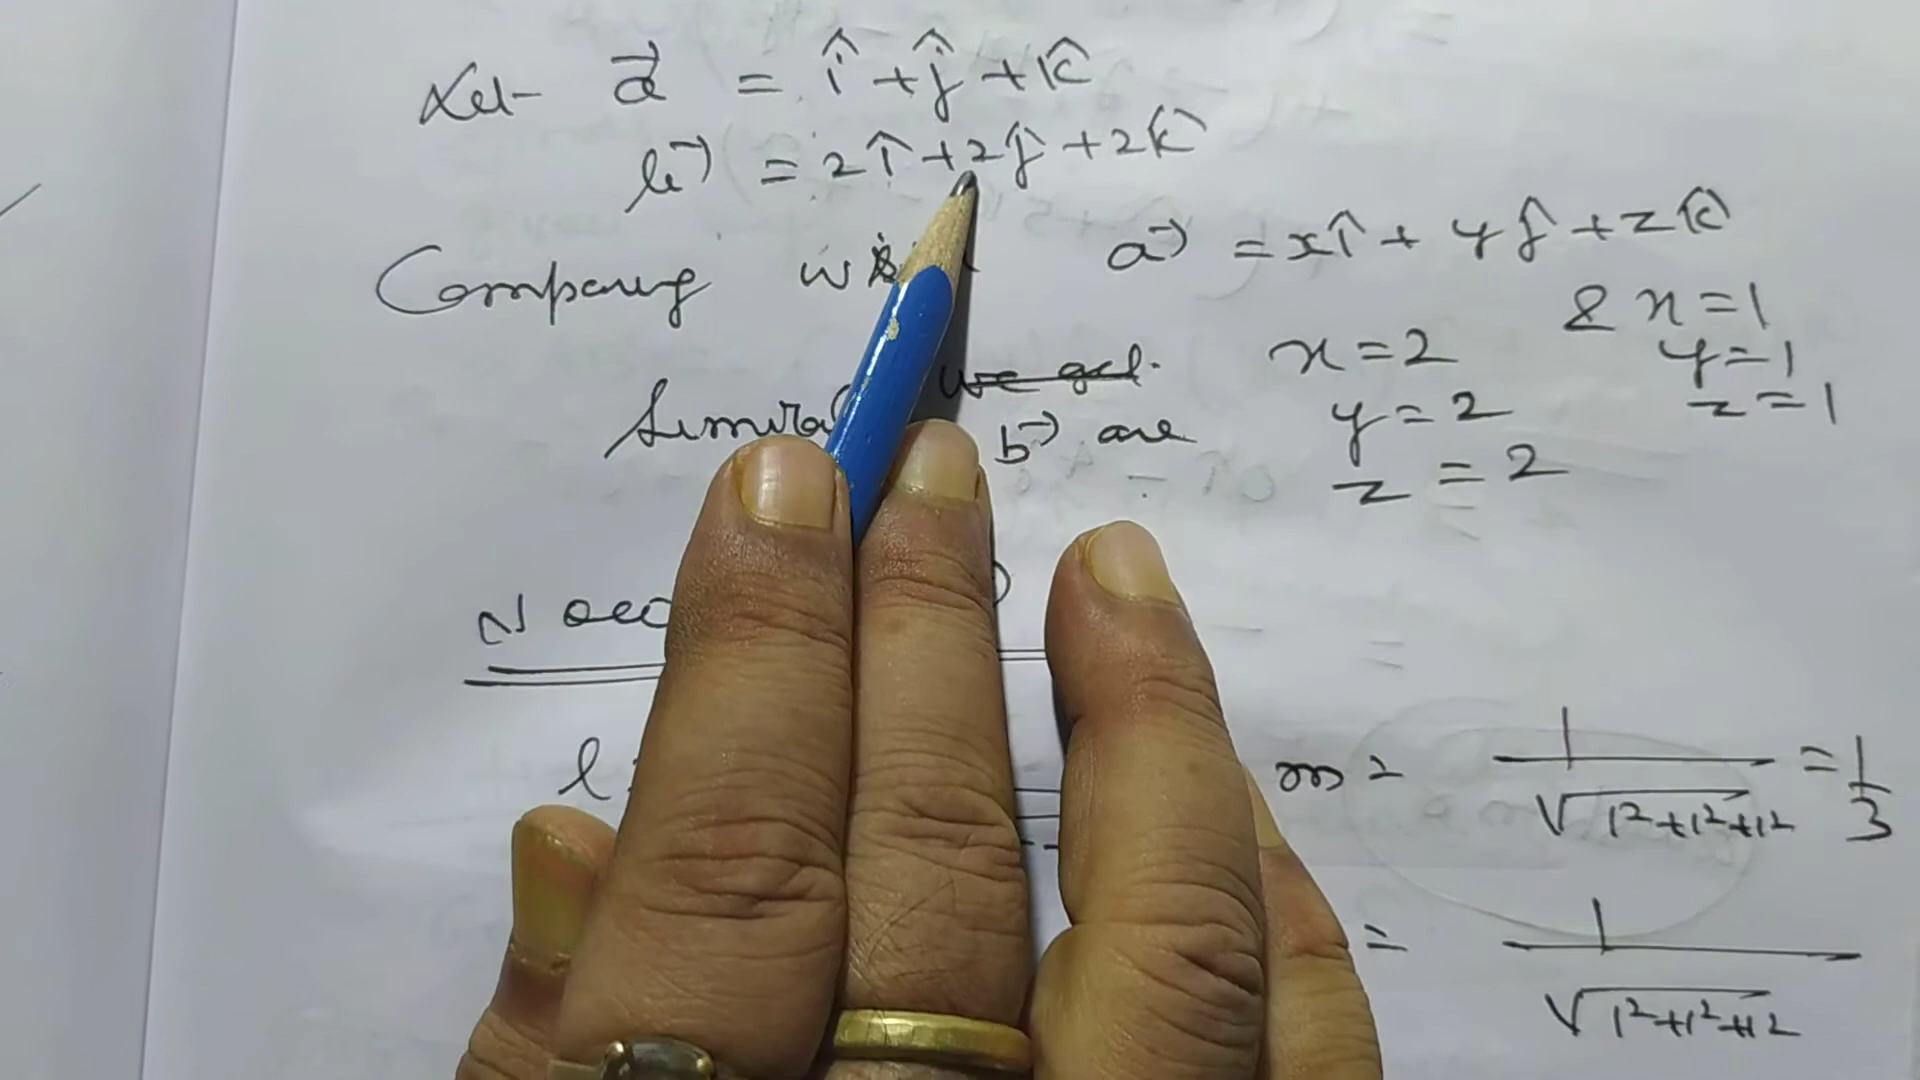 Let a⃗ = î + ĵ + k̂
b⃗ = 2î + 2ĵ + 2k̂
Comparing a⃗ = xî + yĵ + zk̂
& x = 1
x = 2 y = 1
y = 2 z = 1
b⃗ are
z = 2
N
l
m = 1/√(1²+1²+1²) = 1/3
= 1/√(1²+1²+1²)